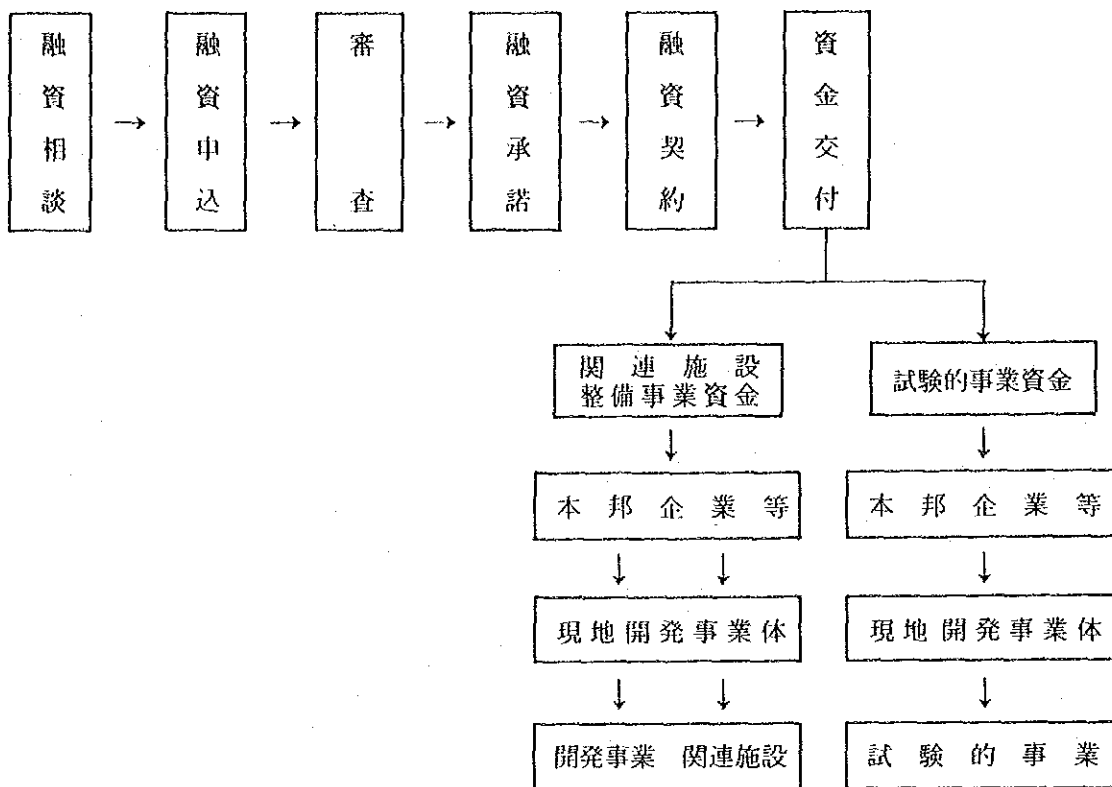 融資相談
融資申込
審査
融資承諾
融資契約
資金交付
関連施設
整備事業資金
試験的事業資金
本邦企業等
本邦企業等
現地開発事業体
現地開発事業体
開発事業 関連施設
試験的事業